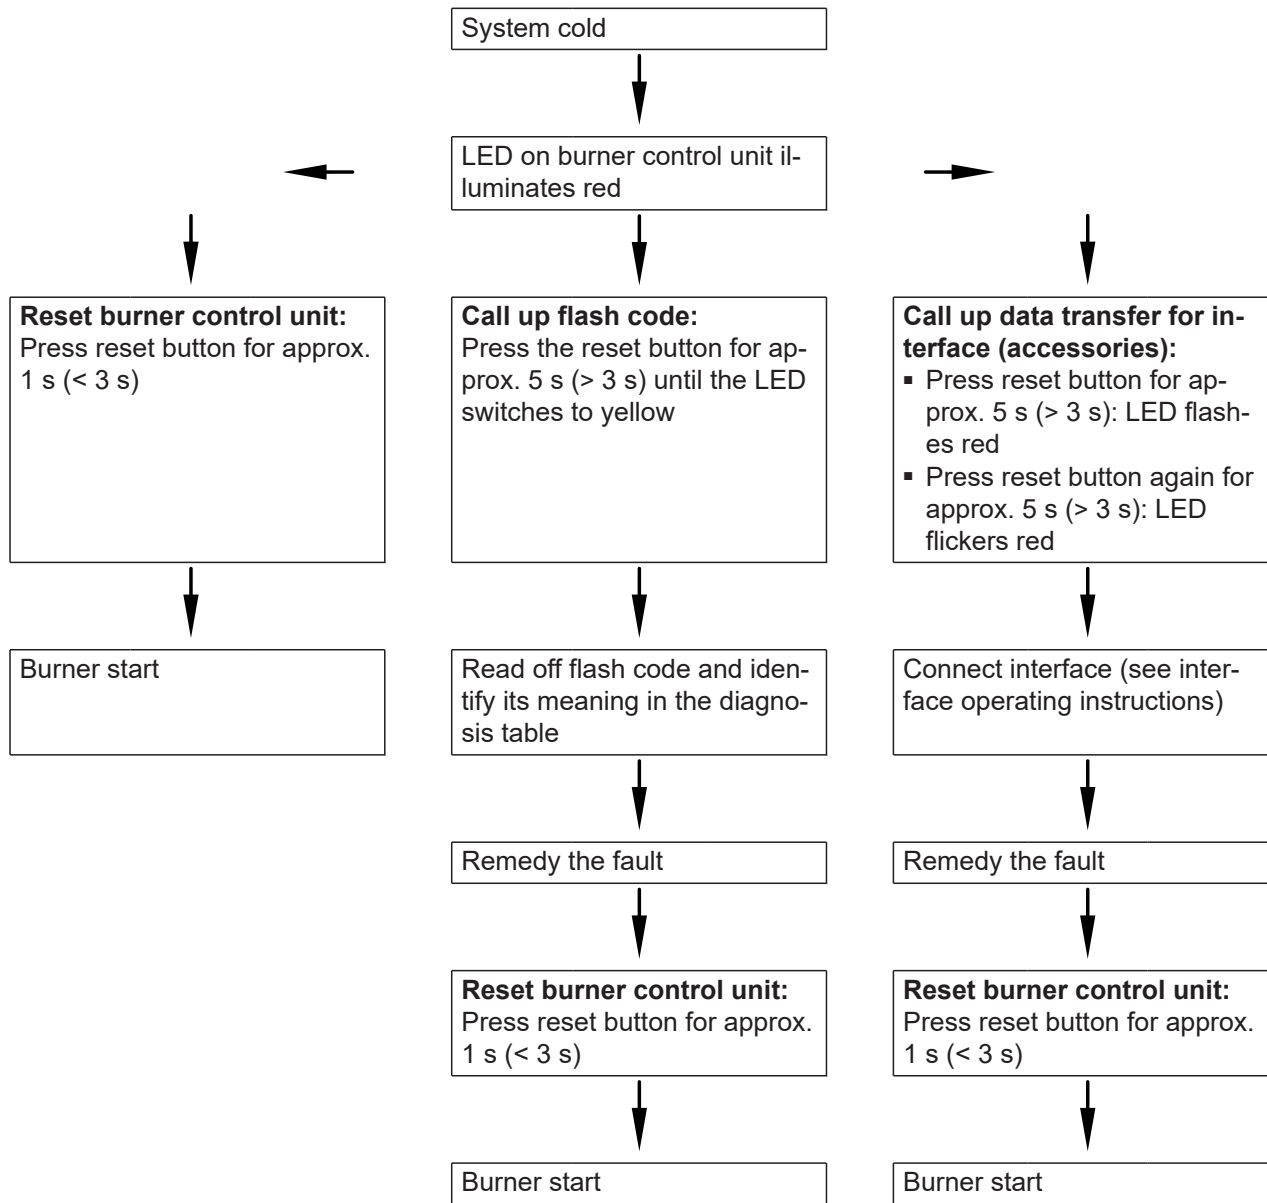 System cold
LED on burner control unit il-
luminates red
Reset burner control unit:
Press reset button for approx.
1 s (< 3 s)
Call up flash code:
Press the reset button for ap-
prox. 5 s (> 3 s) until the LED
switches to yellow
Call up data transfer for in-
terface (accessories):
▪ Press reset button for ap-
prox. 5 s (> 3 s): LED flash-
es red
▪ Press reset button again for
approx. 5 s (> 3 s): LED
flickers red
Burner start
Read off flash code and iden-
tify its meaning in the diagno-
sis table
Connect interface (see inter-
face operating instructions)
Remedy the fault
Remedy the fault
Reset burner control unit:
Press reset button for approx.
1 s (< 3 s)
Reset burner control unit:
Press reset button for approx.
1 s (< 3 s)
Burner start
Burner start